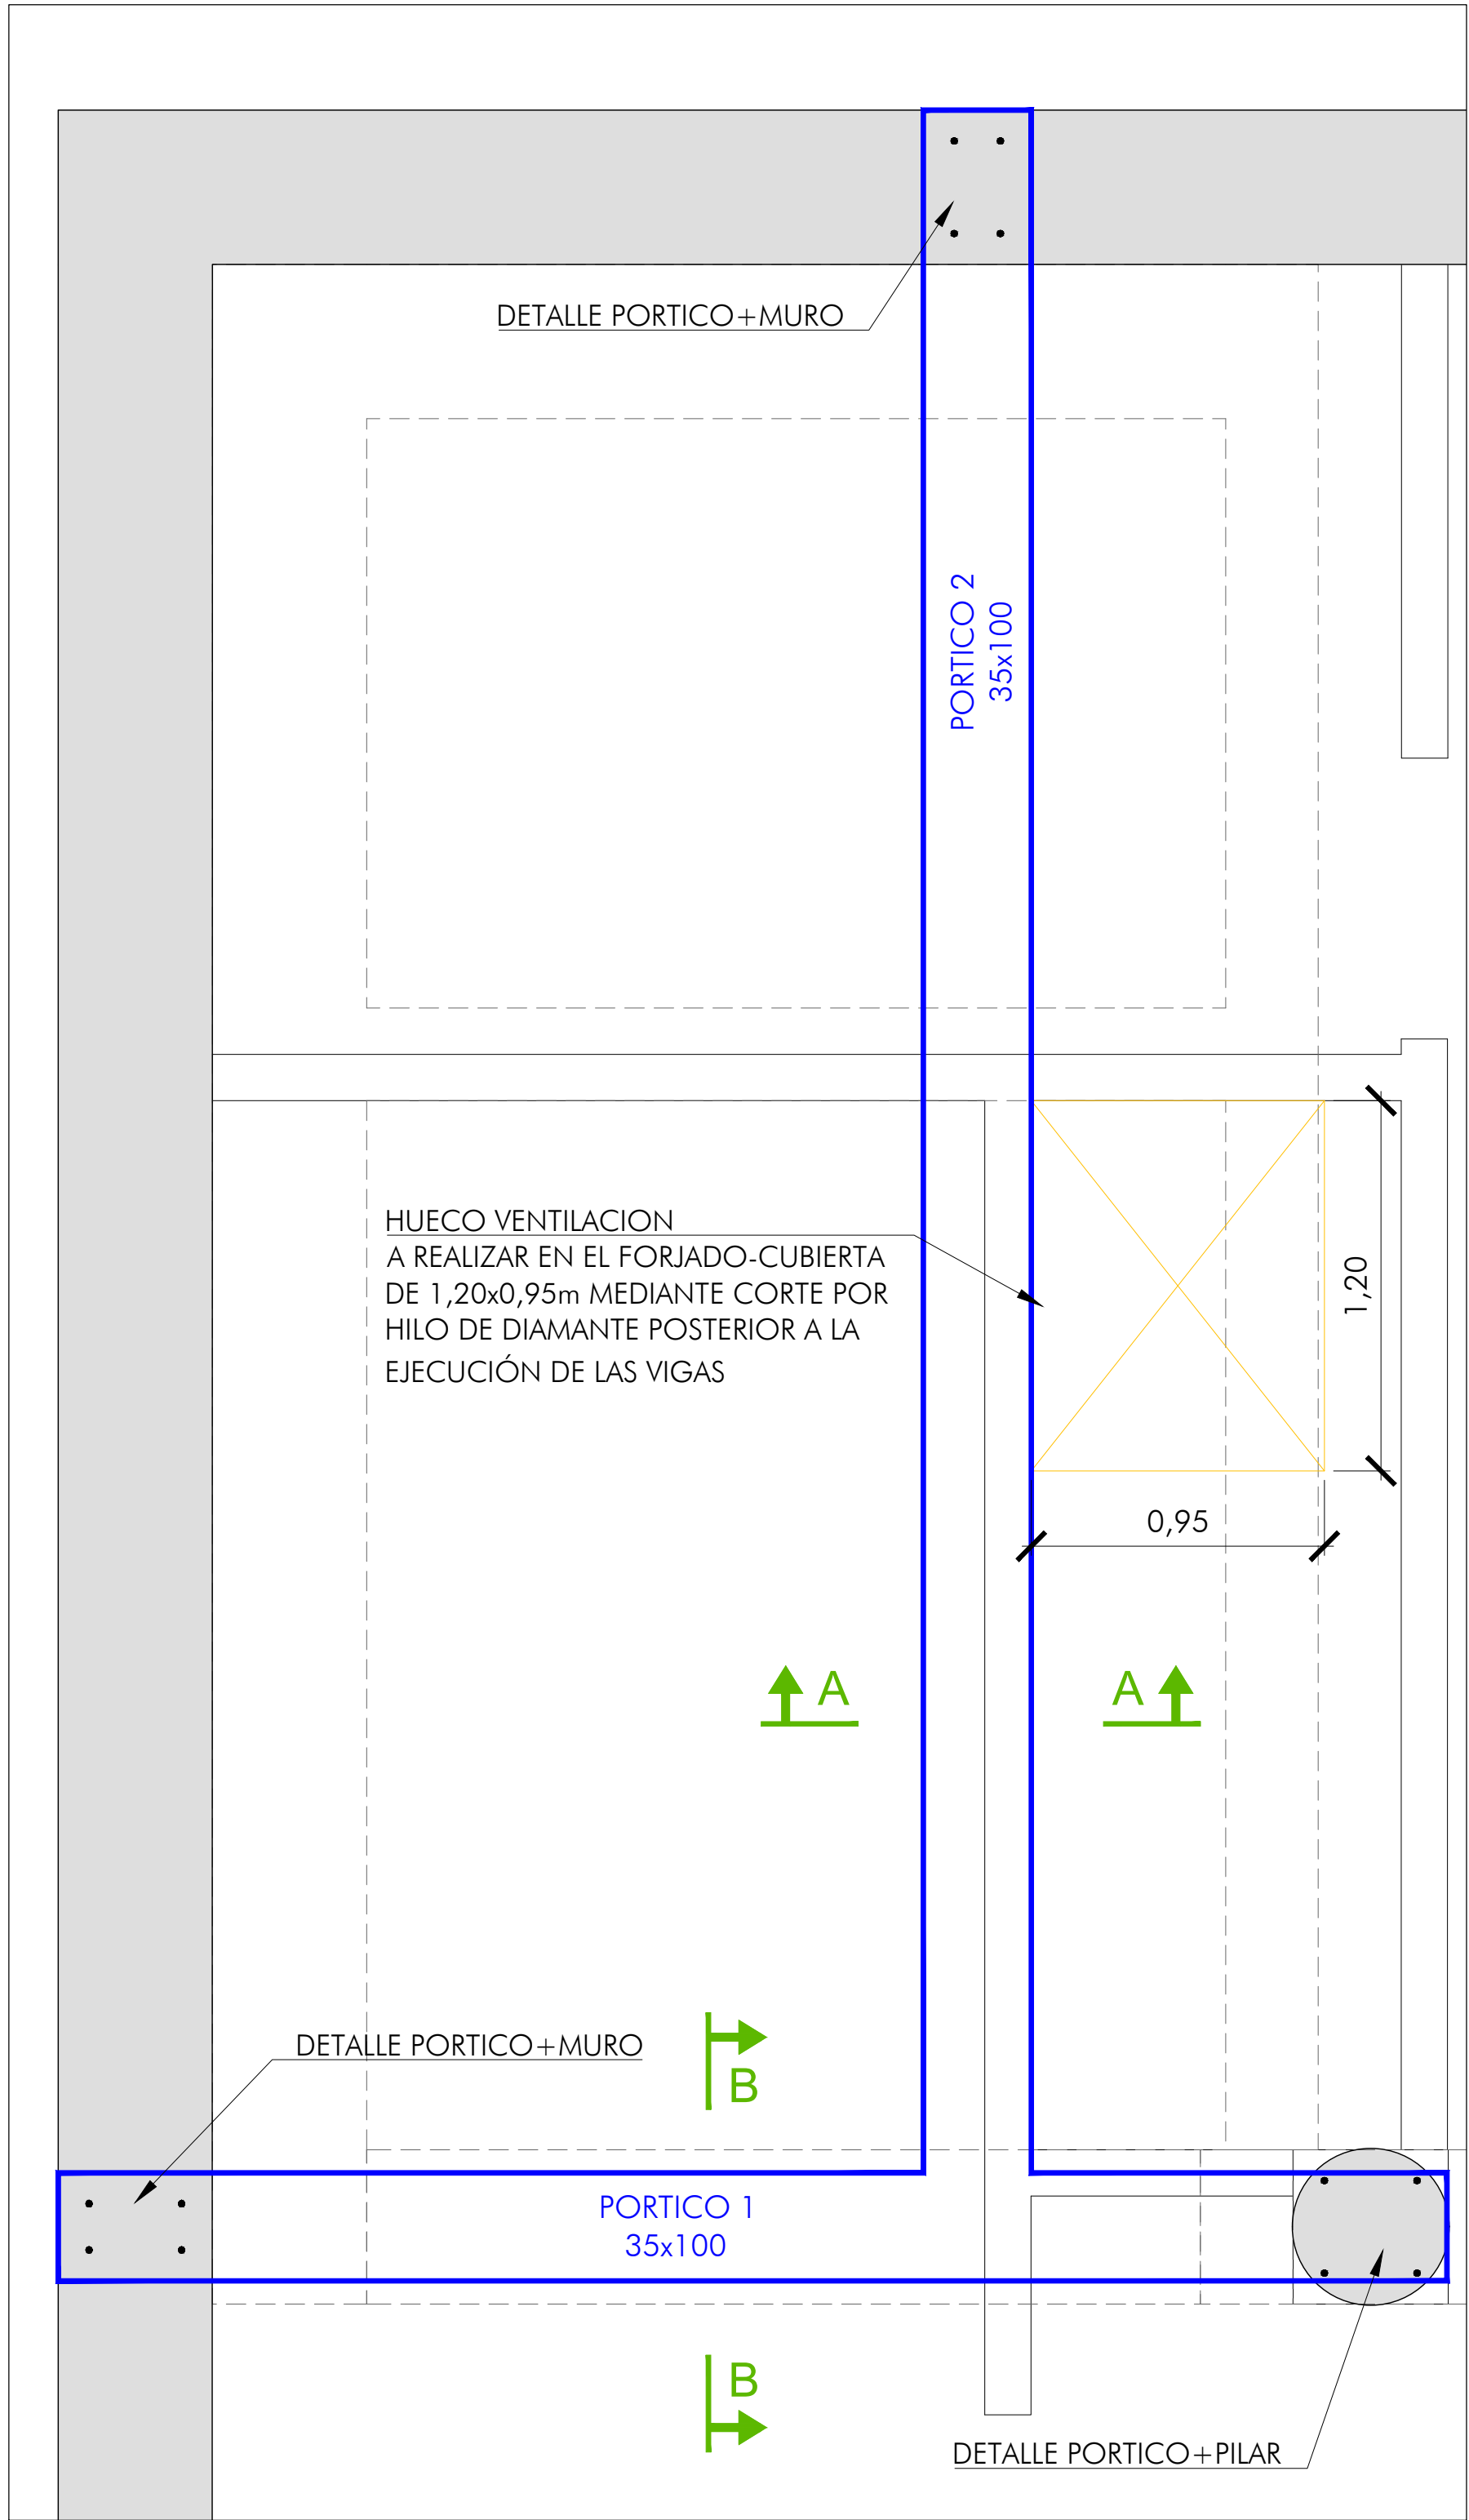 DETALLE PORTICO+MURO
PORTICO 2
35x100
HUECO VENTILACION
A REALIZAR EN EL FORJADO-CUBIERTA
DE 1,20x0,95m MEDIANTE CORTE POR
HILO DE DIAMANTE POSTERIOR A LA
EJECUCIÓN DE LAS VIGAS
1,20
0,95
A
A
DETALLE PORTICO+MURO
B
PORTICO 1
35x100
B
DETALLE PORTICO+PILAR